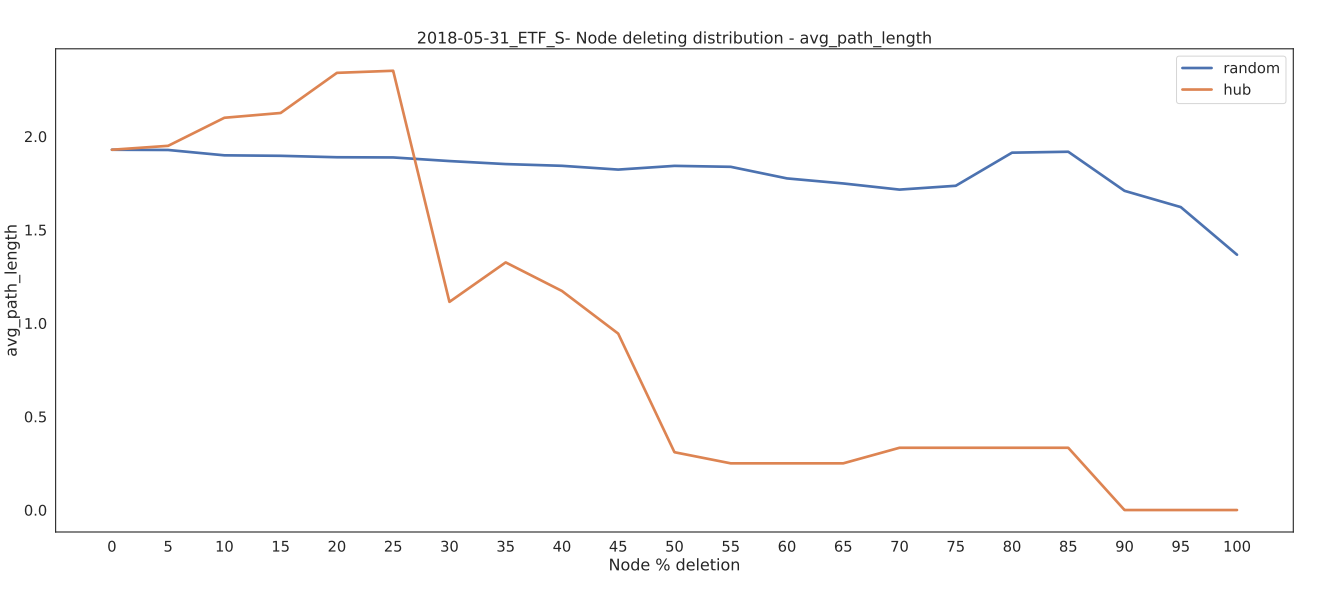 2018-05-31_ETF_S- Node deleting distribution - avg_path_length
random
hub
avg_path_length
2.0
1.5
1.0
0.5
0.0
0 5 10 15 20 25 30 35 40 45 50 55 60 65 70 75 80 85 90 95 100
Node % deletion